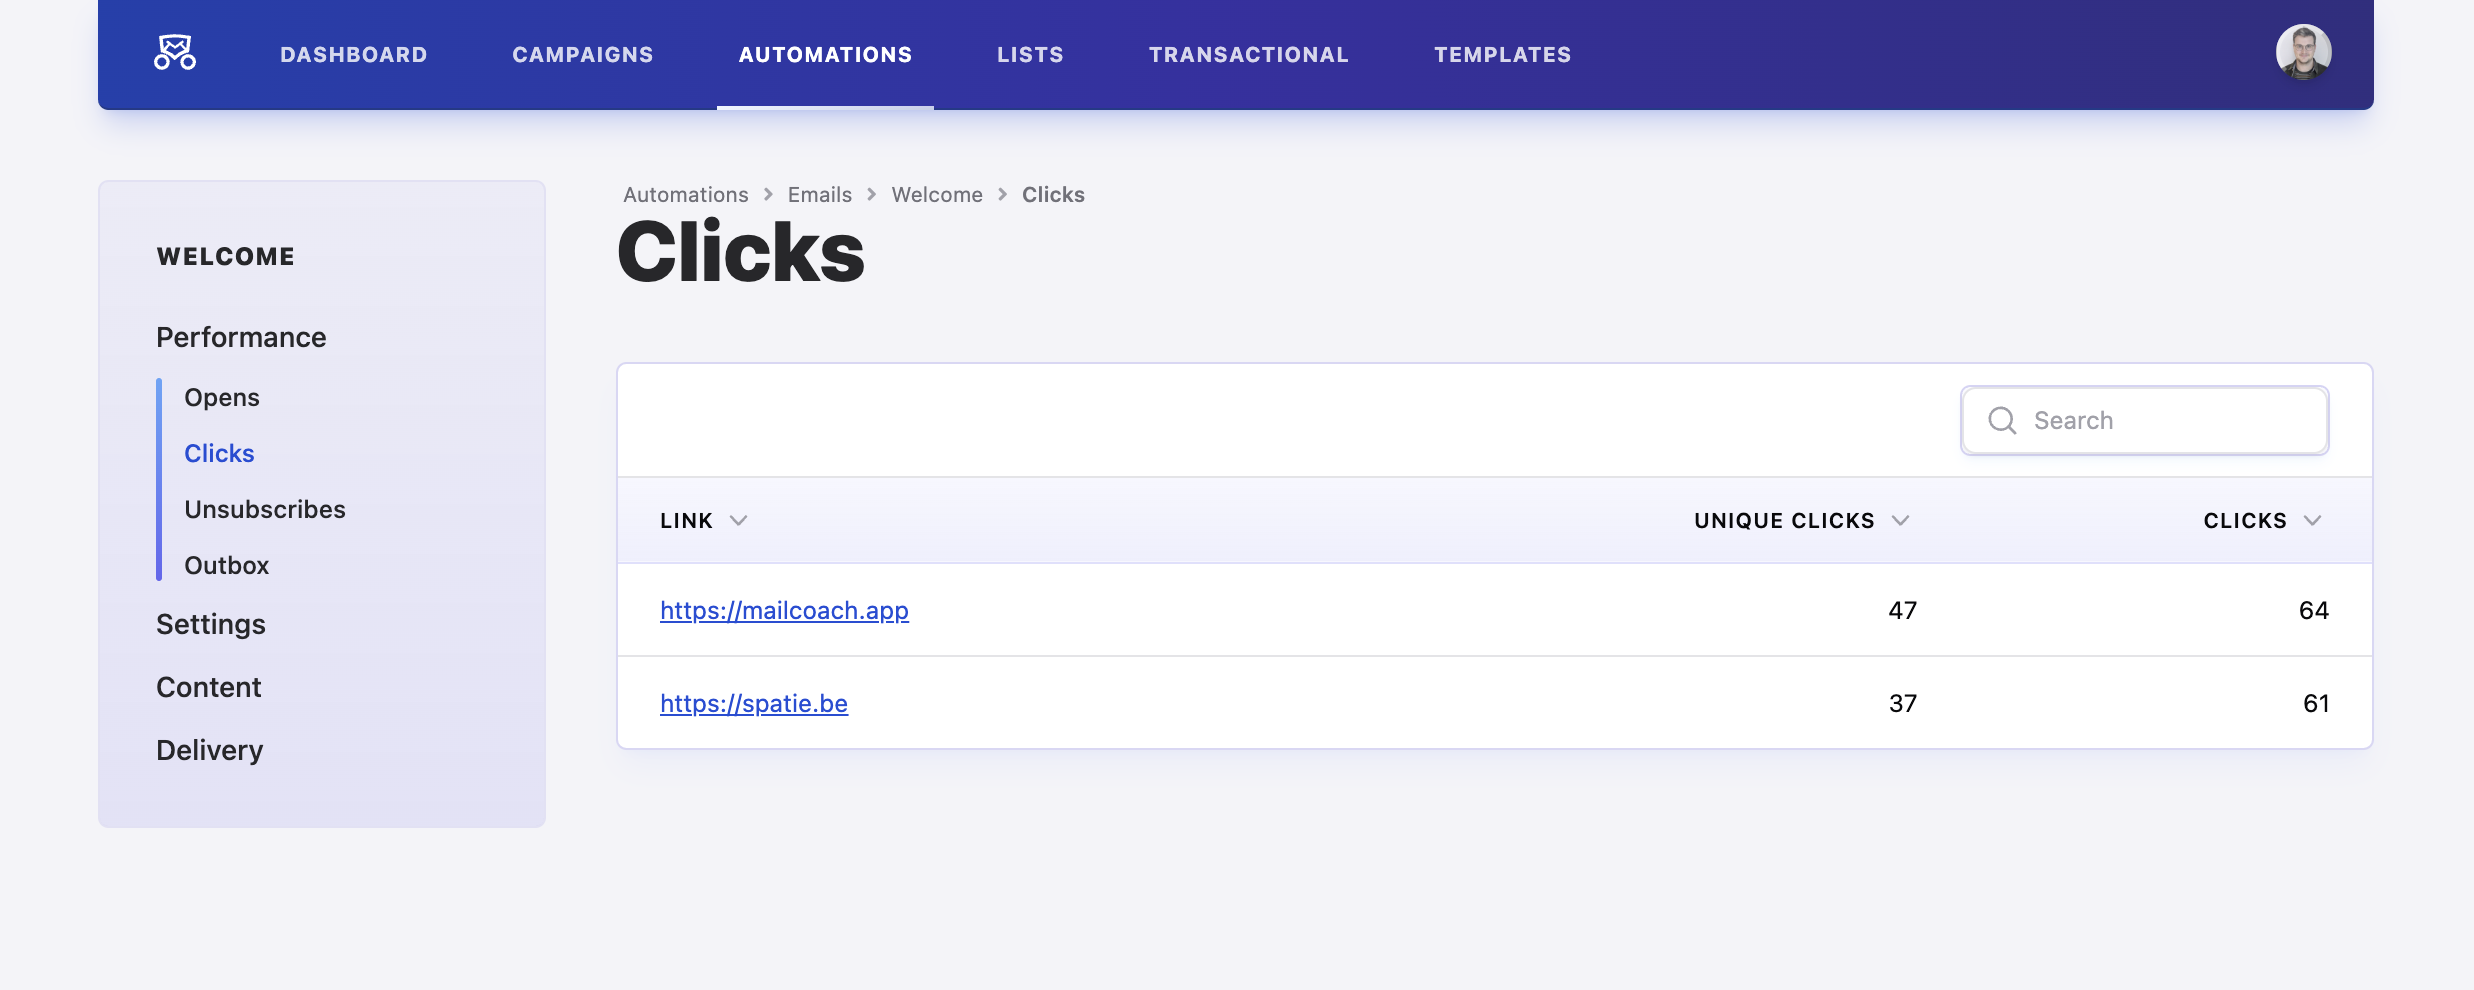 DASHBOARD CAMPAIGNS AUTOMATIONS LISTS TRANSACTIONAL TEMPLATES
WELCOME
Performance
Opens
Clicks
Unsubscribes
Outbox
Settings
Content
Delivery
Automations > Emails > Welcome > Clicks
Clicks
Search
LINK UNIQUE CLICKS CLICKS
https://mailcoach.app 47 64
https://spatie.be 37 61